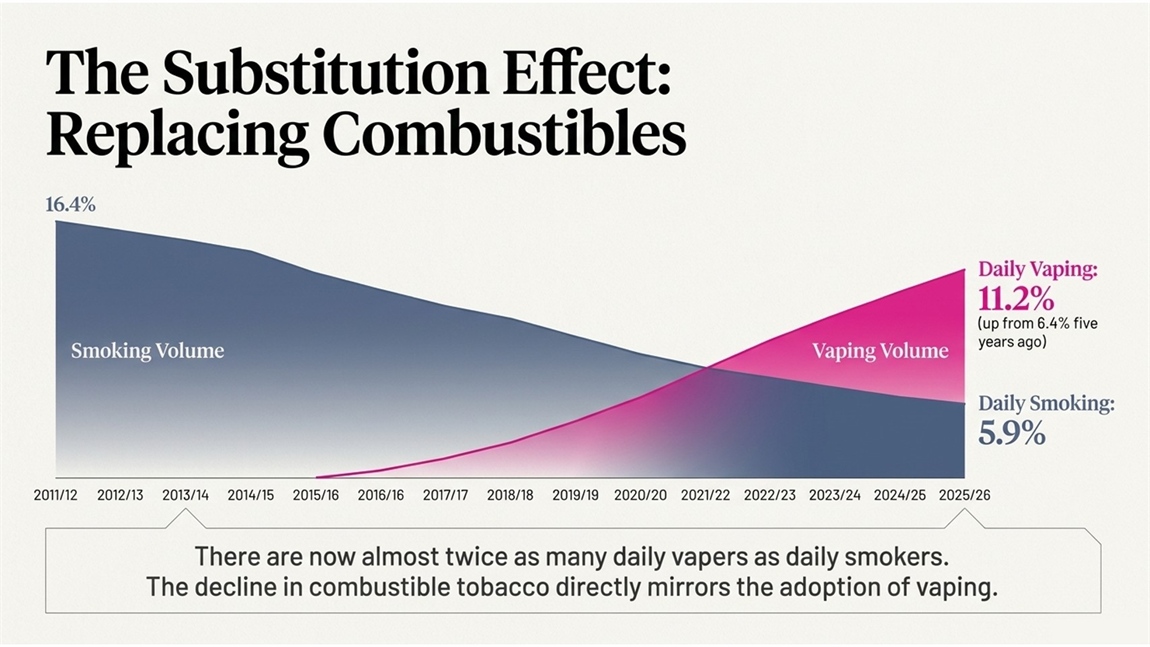 The Substitution Effect:
Replacing Combustibles
16.4%
Smoking Volume
Vaping Volume
Daily Vaping:
11.2%
(up from 6.4% five
years ago)
Daily Smoking:
5.9%
2011/12 2012/13 2013/14 2014/15 2015/16 2016/16 2017/17 2018/18 2019/19 2020/20 2021/22 2022/23 2023/24 2024/25 2025/26
There are now almost twice as many daily vapers as daily smokers.
The decline in combustible tobacco directly mirrors the adoption of vaping.